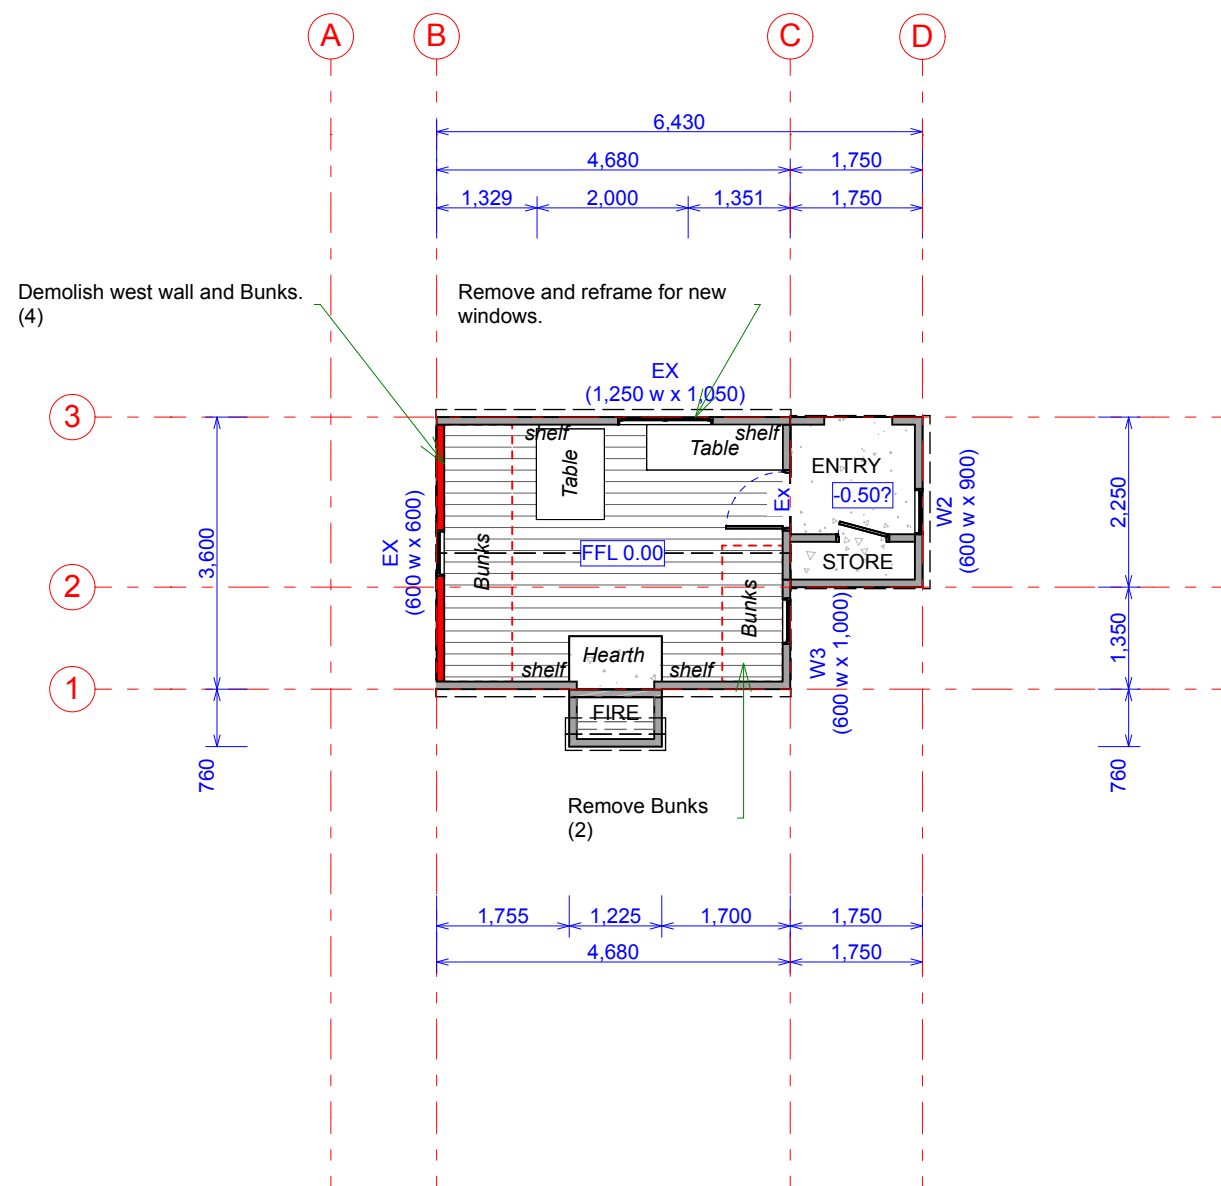 A
B
C
D
6,430
4,680
1,750
1,329
2,000
1,351
1,750
Demolish west wall and Bunks.
(4)
Remove and reframe for new
windows.
EX
(1,250 w x 1,050)
3
shelf
Table
Table
shelf
ENTRY
-0.50?
Ex
W2
(600 w x 900)
2,250
3,600
EX
(600 w x 600)
Bunks
FFL 0.00
STORE
2
Bunks
W3
(600 w x 1,000)
1,350
Hearth
shelf
shelf
1
FIRE
760
760
Remove Bunks
(2)
1,755
1,225
1,700
1,750
4,680
1,750